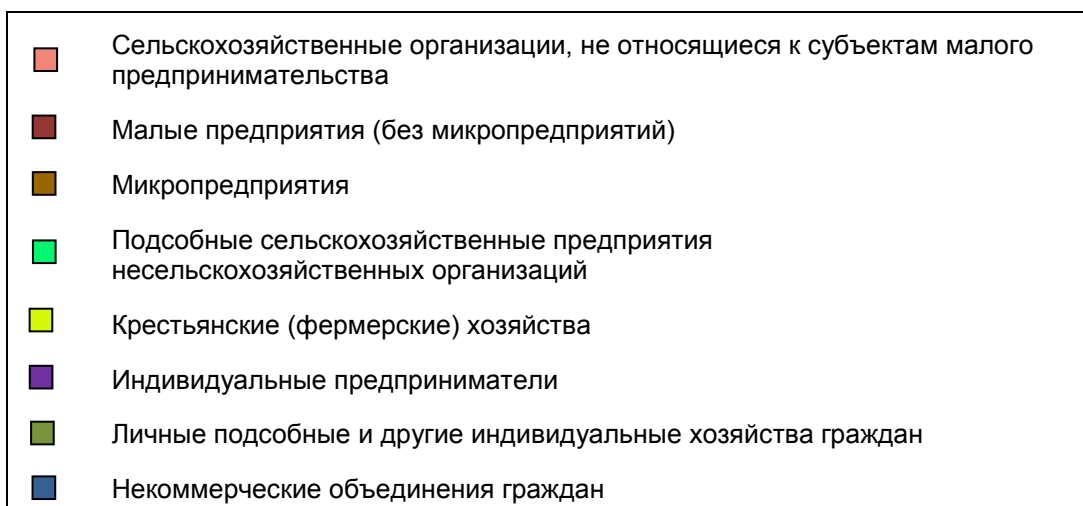 Сельскохозяйственные организации, не относящиеся к субъектам малого
предпринимательства
Малые предприятия (без микропредприятий)
Микропредприятия
Подсобные сельскохозяйственные предприятия
несельскохозяйственных организаций
Крестьянские (фермерские) хозяйства
Индивидуальные предприниматели
Личные подсобные и другие индивидуальные хозяйства граждан
Некоммерческие объединения граждан